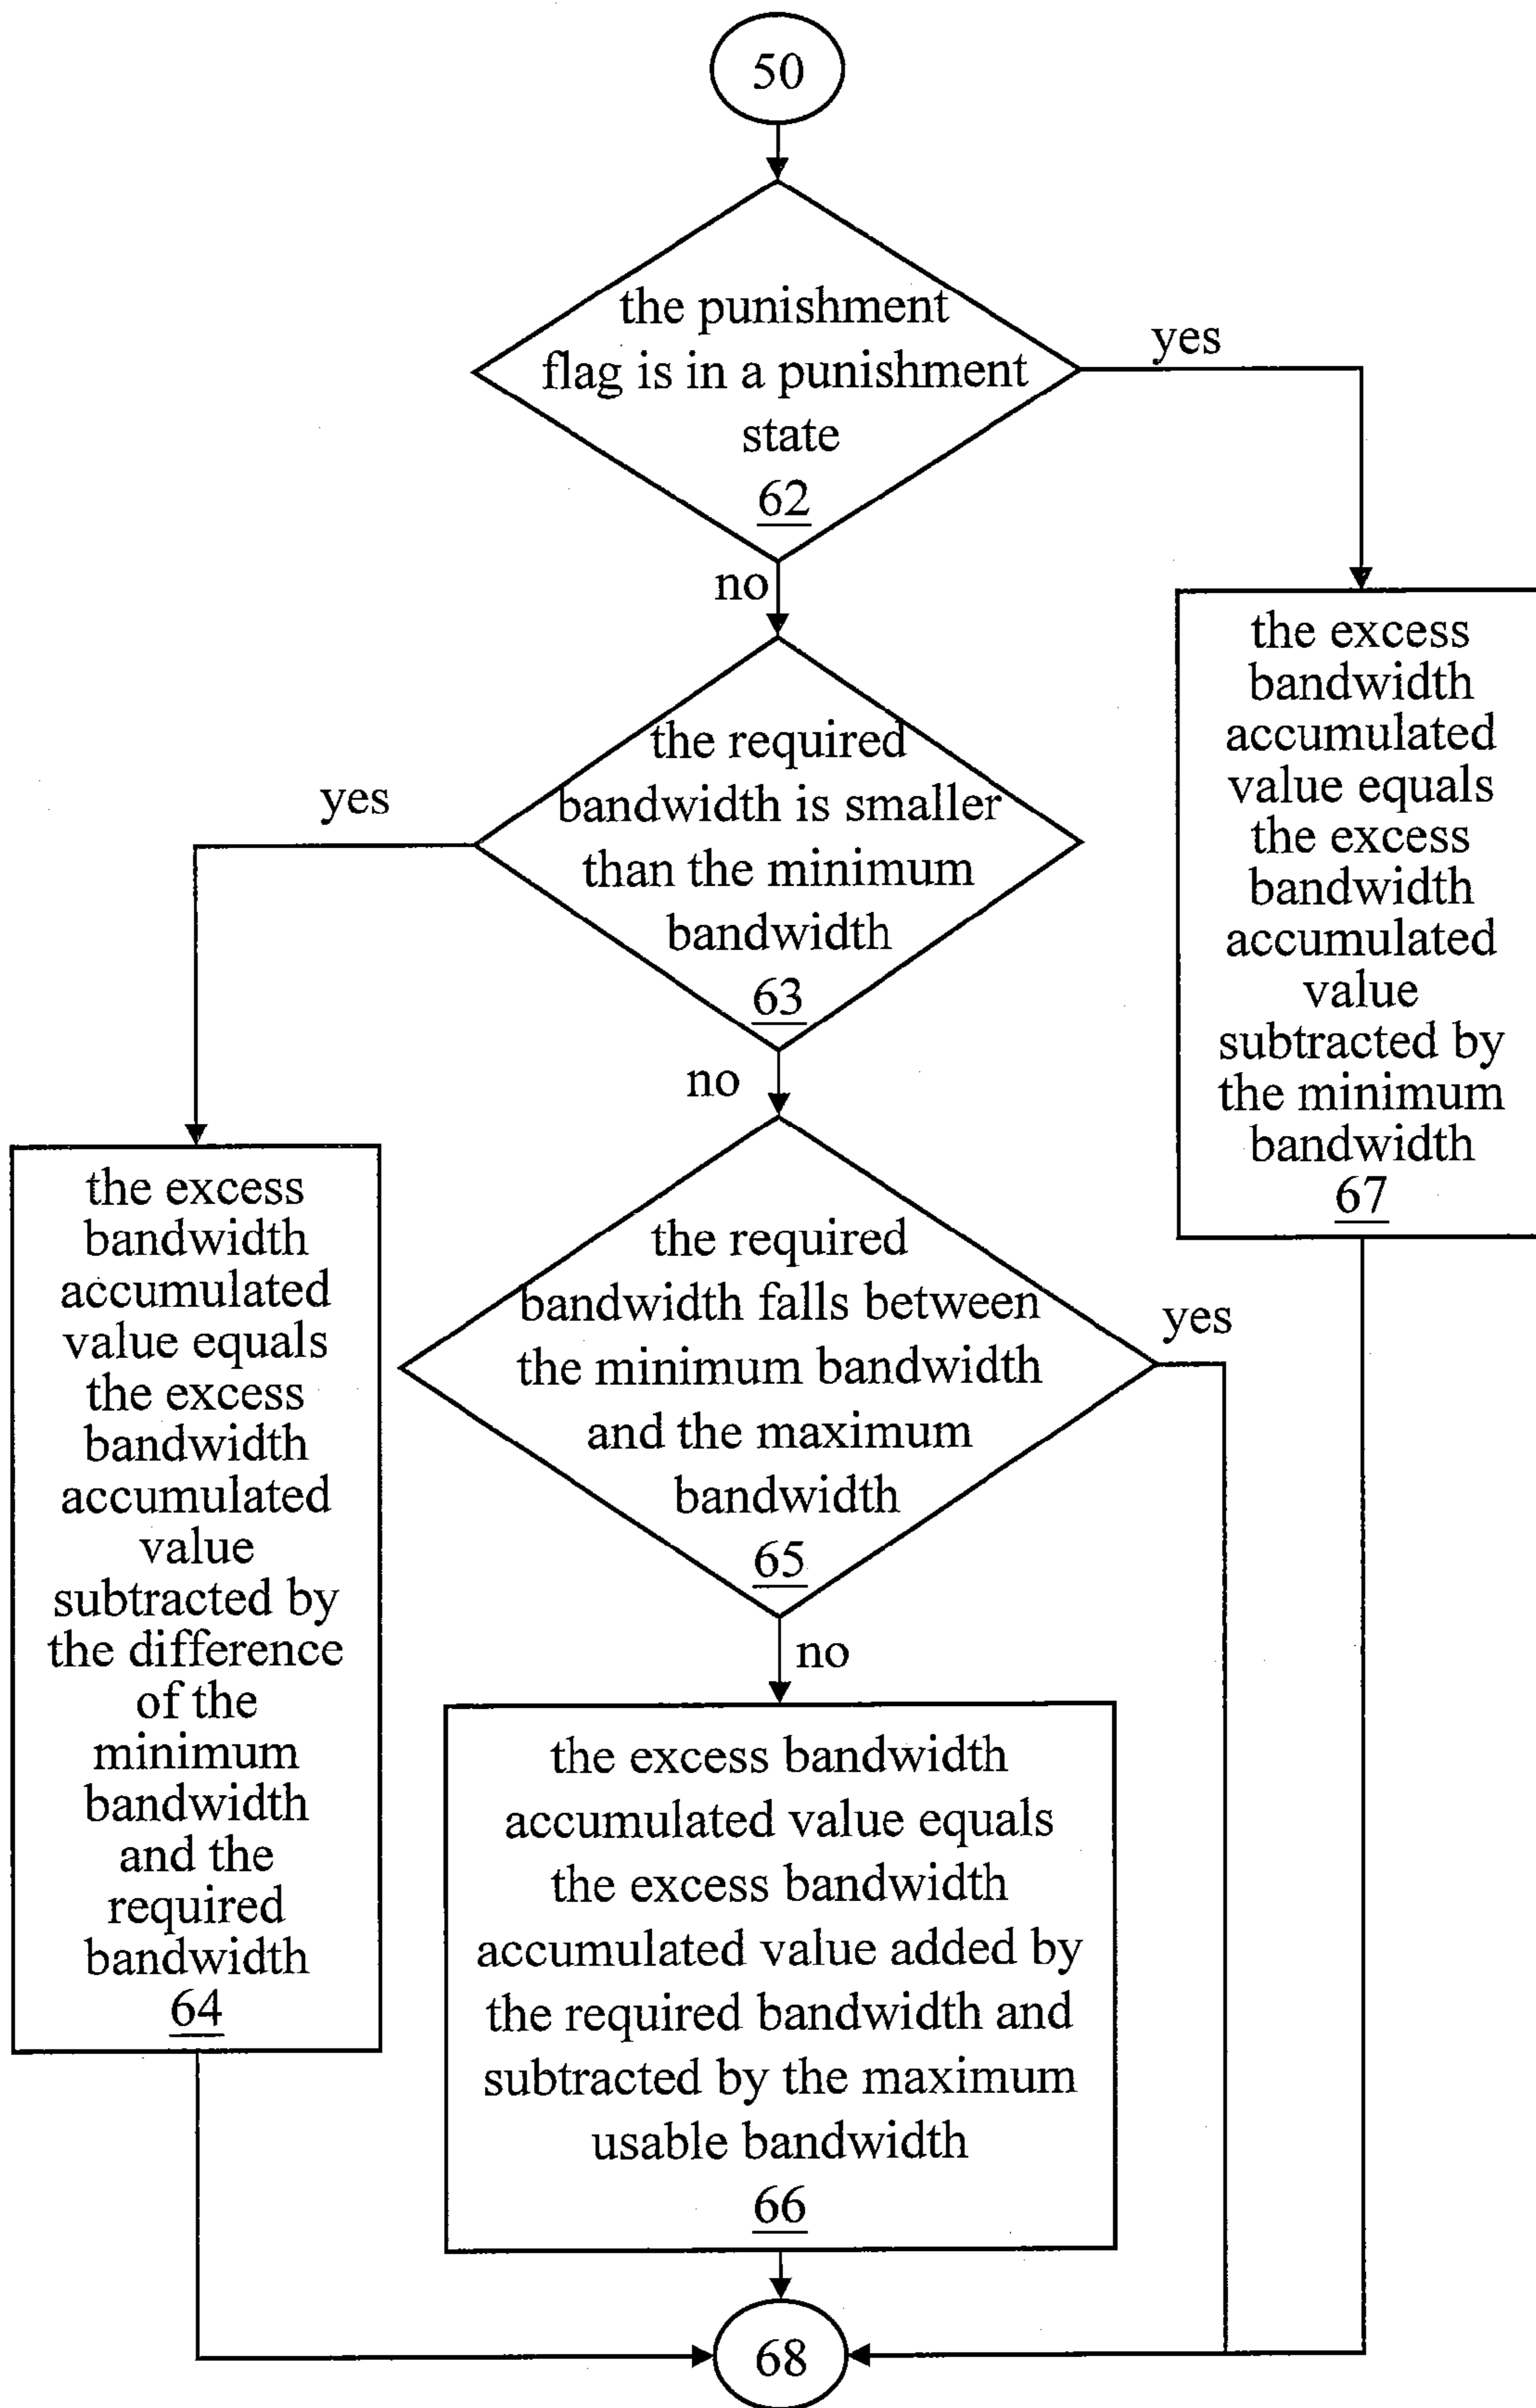 50
the punishment
flag is in a punishment
state
62
yes
no
the required
bandwidth is smaller
than the minimum
bandwidth
63
yes
no
the excess
bandwidth
accumulated
value equals
the excess
bandwidth
accumulated
value
subtracted by
the minimum
bandwidth
67
the excess
bandwidth
accumulated
value equals
the excess
bandwidth
accumulated
value
subtracted by
the difference
of the
minimum
bandwidth
and the
required
bandwidth
64
the required
bandwidth falls between
the minimum bandwidth
and the maximum
bandwidth
65
yes
no
the excess bandwidth
accumulated value equals
the excess bandwidth
accumulated value added by
the required bandwidth and
subtracted by the maximum
usable bandwidth
66
68